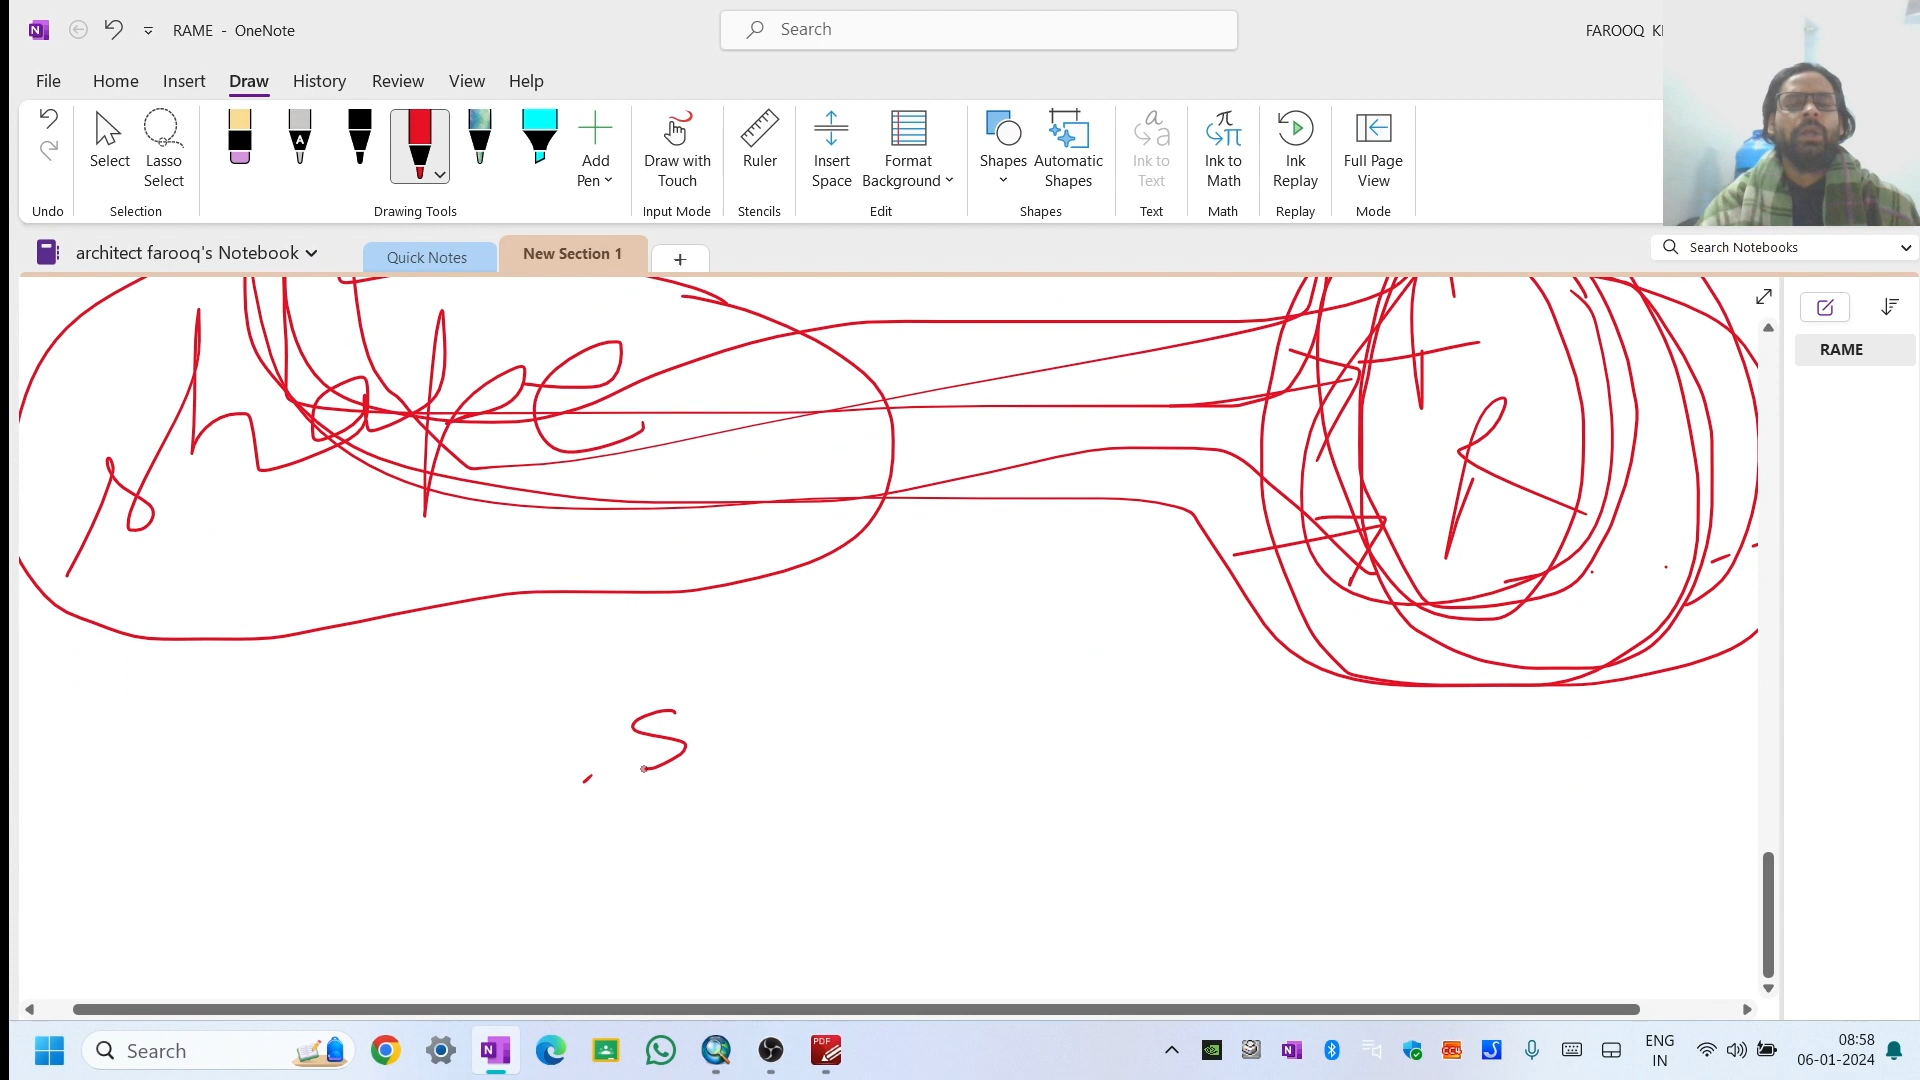 RAME - OneNote
Search
FAROOQ
File Home Insert Draw History Review View Help
Select
Lasso Select
Add Pen
Draw with Touch
Ruler
Insert Space
Format Background
Shapes
Automatic Shapes
Ink to Text
Ink to Math
Ink Replay
Full Page View
Undo Selection Drawing Tools Input Mode Stencils Edit Shapes Text Math Replay Mode
architect farooq's Notebook
Quick Notes
New Section 1
Search Notebooks
RAME
R
S
Search
PDF
ENG IN
08:58
06-01-2024